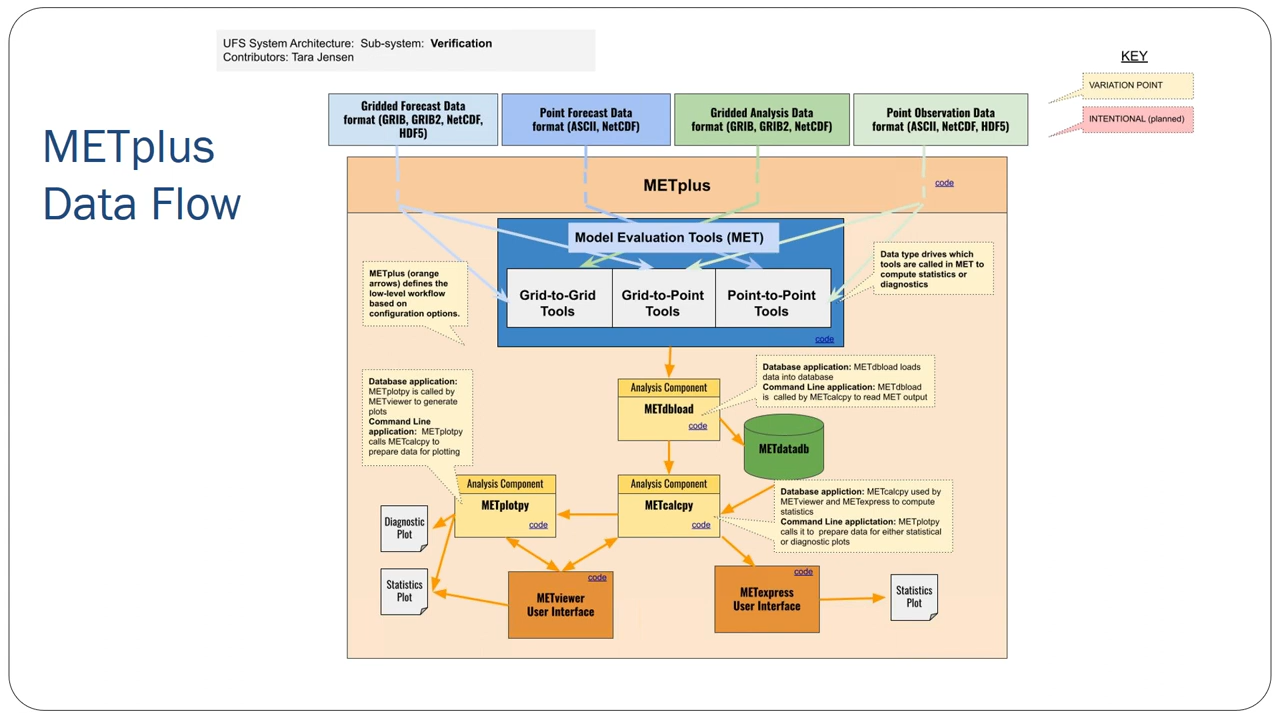 UFS System Architecture:  Sub-system:  Verification
Contributors: Tara Jensen
KEY
VARIATION POINT
INTENTIONAL (planned)
METplus
Data Flow
Gridded Forecast Data
format (GRIB, GRIB2, NetCDF,
HDF5)
Point Forecast Data
format (ASCII, NetCDF)
Gridded Analysis Data
format (GRIB, GRIB2, NetCDF)
Point Observation Data
format (ASCII, NetCDF, HDF5)
METplus
code
Model Evaluation Tools (MET)
Grid-to-Grid
Tools
Grid-to-Point
Tools
Point-to-Point
Tools
code
METplus (orange
arrows) defines the
low-level workflow
based on
configuration options.
Data type drives which
tools are called in MET to
compute statistics or
diagnostics
Database application:
METplotpy is called by
METviewer to generate
plots
Command Line
application:  METplotpy
calls METcalcpy to
prepare data for plotting
Analysis Component
METdbload
code
Database application: METdbload loads
data into database
Command Line application: METdbload
is  called by METcalcpy to read MET output
METdatadb
Analysis Component
METplotpy
code
Analysis Component
METcalcpy
code
Database appliction: METcalcpy used by
METviewer and METexpress to compute
statistics
Command Line applictation: METplotpy
calls it to  prepare data for either statistical
or diagnostic plots
Diagnostic
Plot
Statistics
Plot
code
METviewer
User Interface
code
METexpress
User Interface
Statistics
Plot